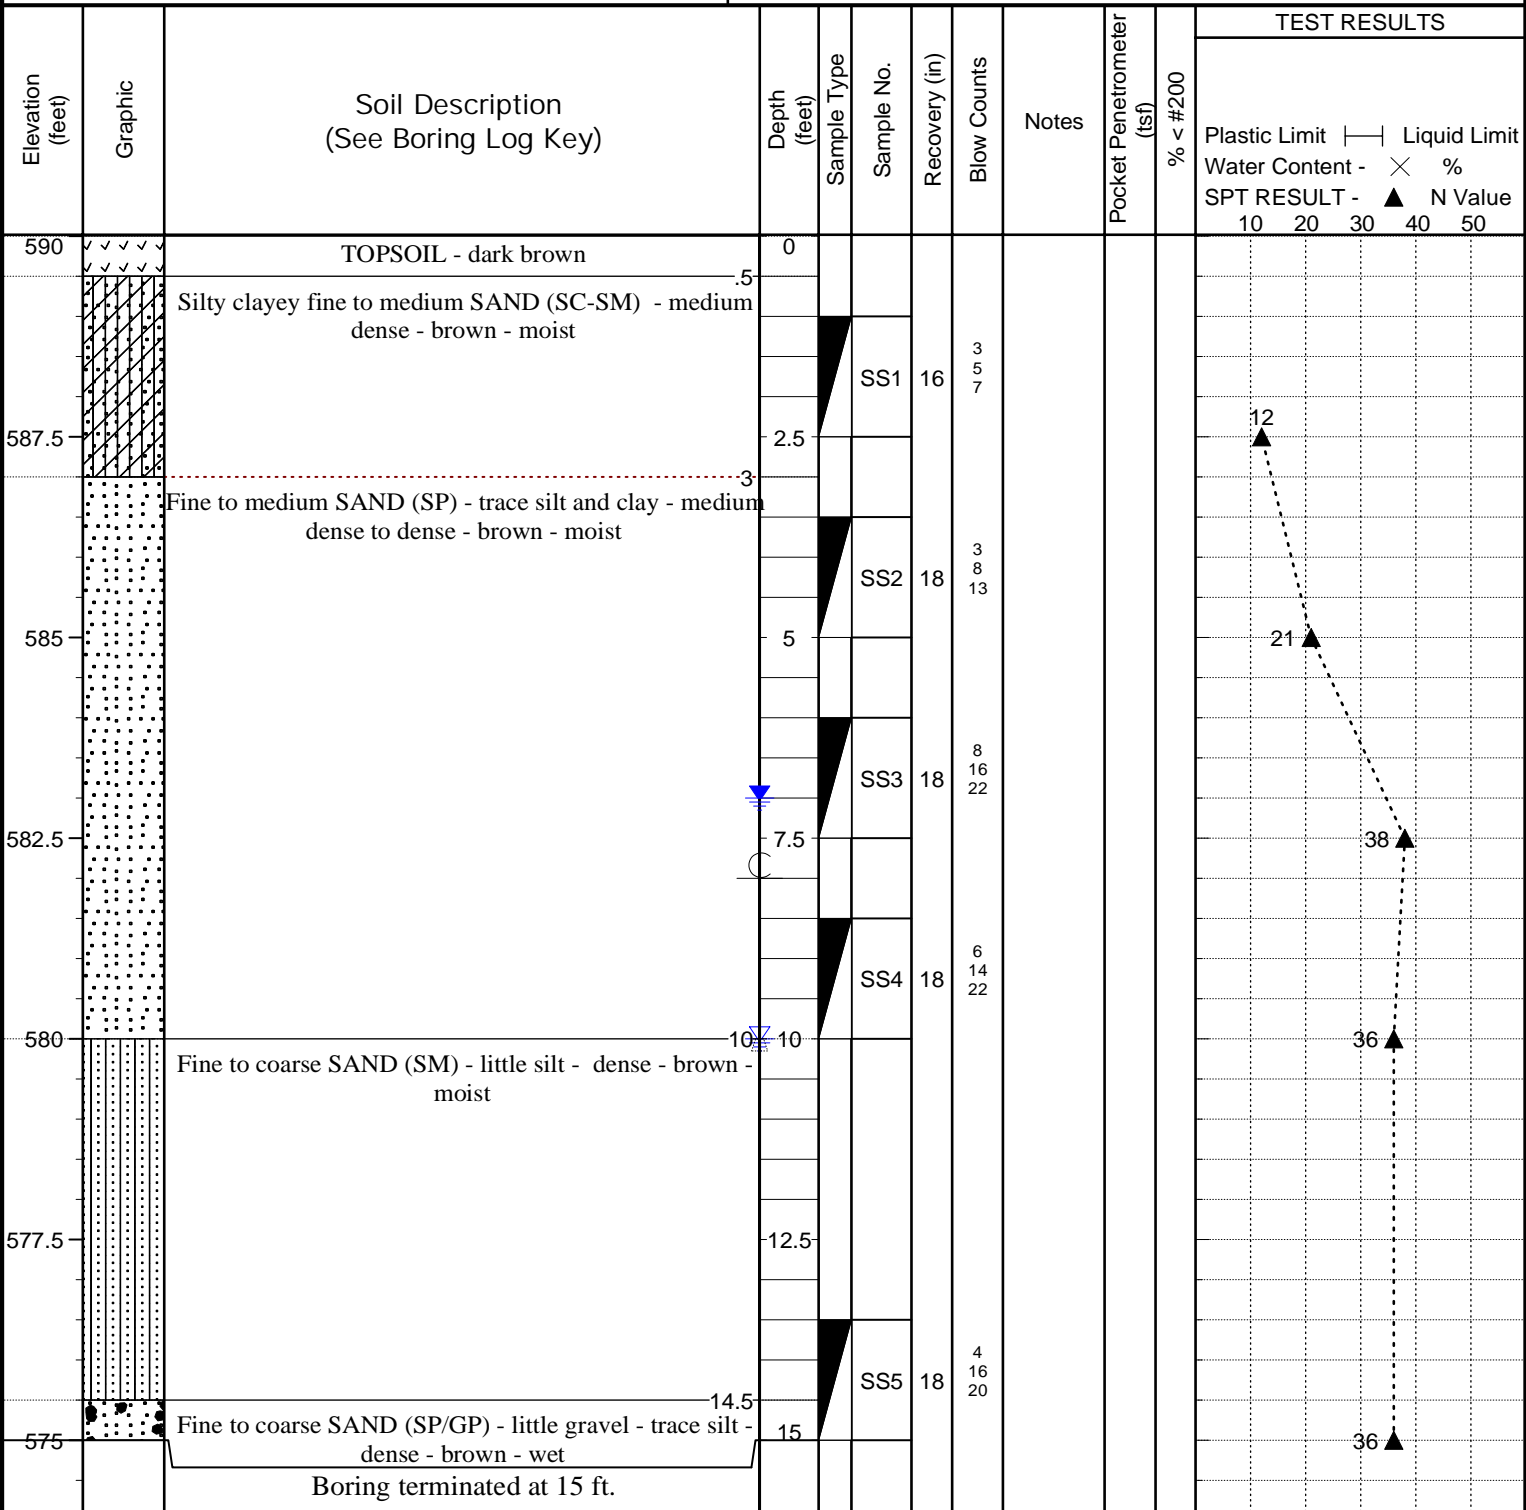 TEST RESULTS
Elevation
(feet)
Graphic
Soil Description
(See Boring Log Key)
Depth
(feet)
Sample Type
Sample No.
Recovery (in)
Blow Counts
Notes
Pocket Penetrometer
(tsf)
% < #200
Plastic Limit Liquid Limit
Water Content - %
SPT RESULT - N Value
10 20 30 40 50
590
TOPSOIL - dark brown
0
.5
Silty clayey fine to medium SAND (SC-SM) - medium
dense - brown - moist
SS1
16
3
5
7
12
587.5
2.5
3
Fine to medium SAND (SP) - trace silt and clay - medium
dense to dense - brown - moist
SS2
18
3
8
13
585
5
21
SS3
18
8
16
22
582.5
7.5
38
C
SS4
18
6
14
22
580
10
10
36
Fine to coarse SAND (SM) - little silt - dense - brown -
moist
577.5
12.5
SS5
18
4
16
20
14.5
Fine to coarse SAND (SP/GP) - little gravel - trace silt -
dense - brown - wet
575
15
36
Boring terminated at 15 ft.